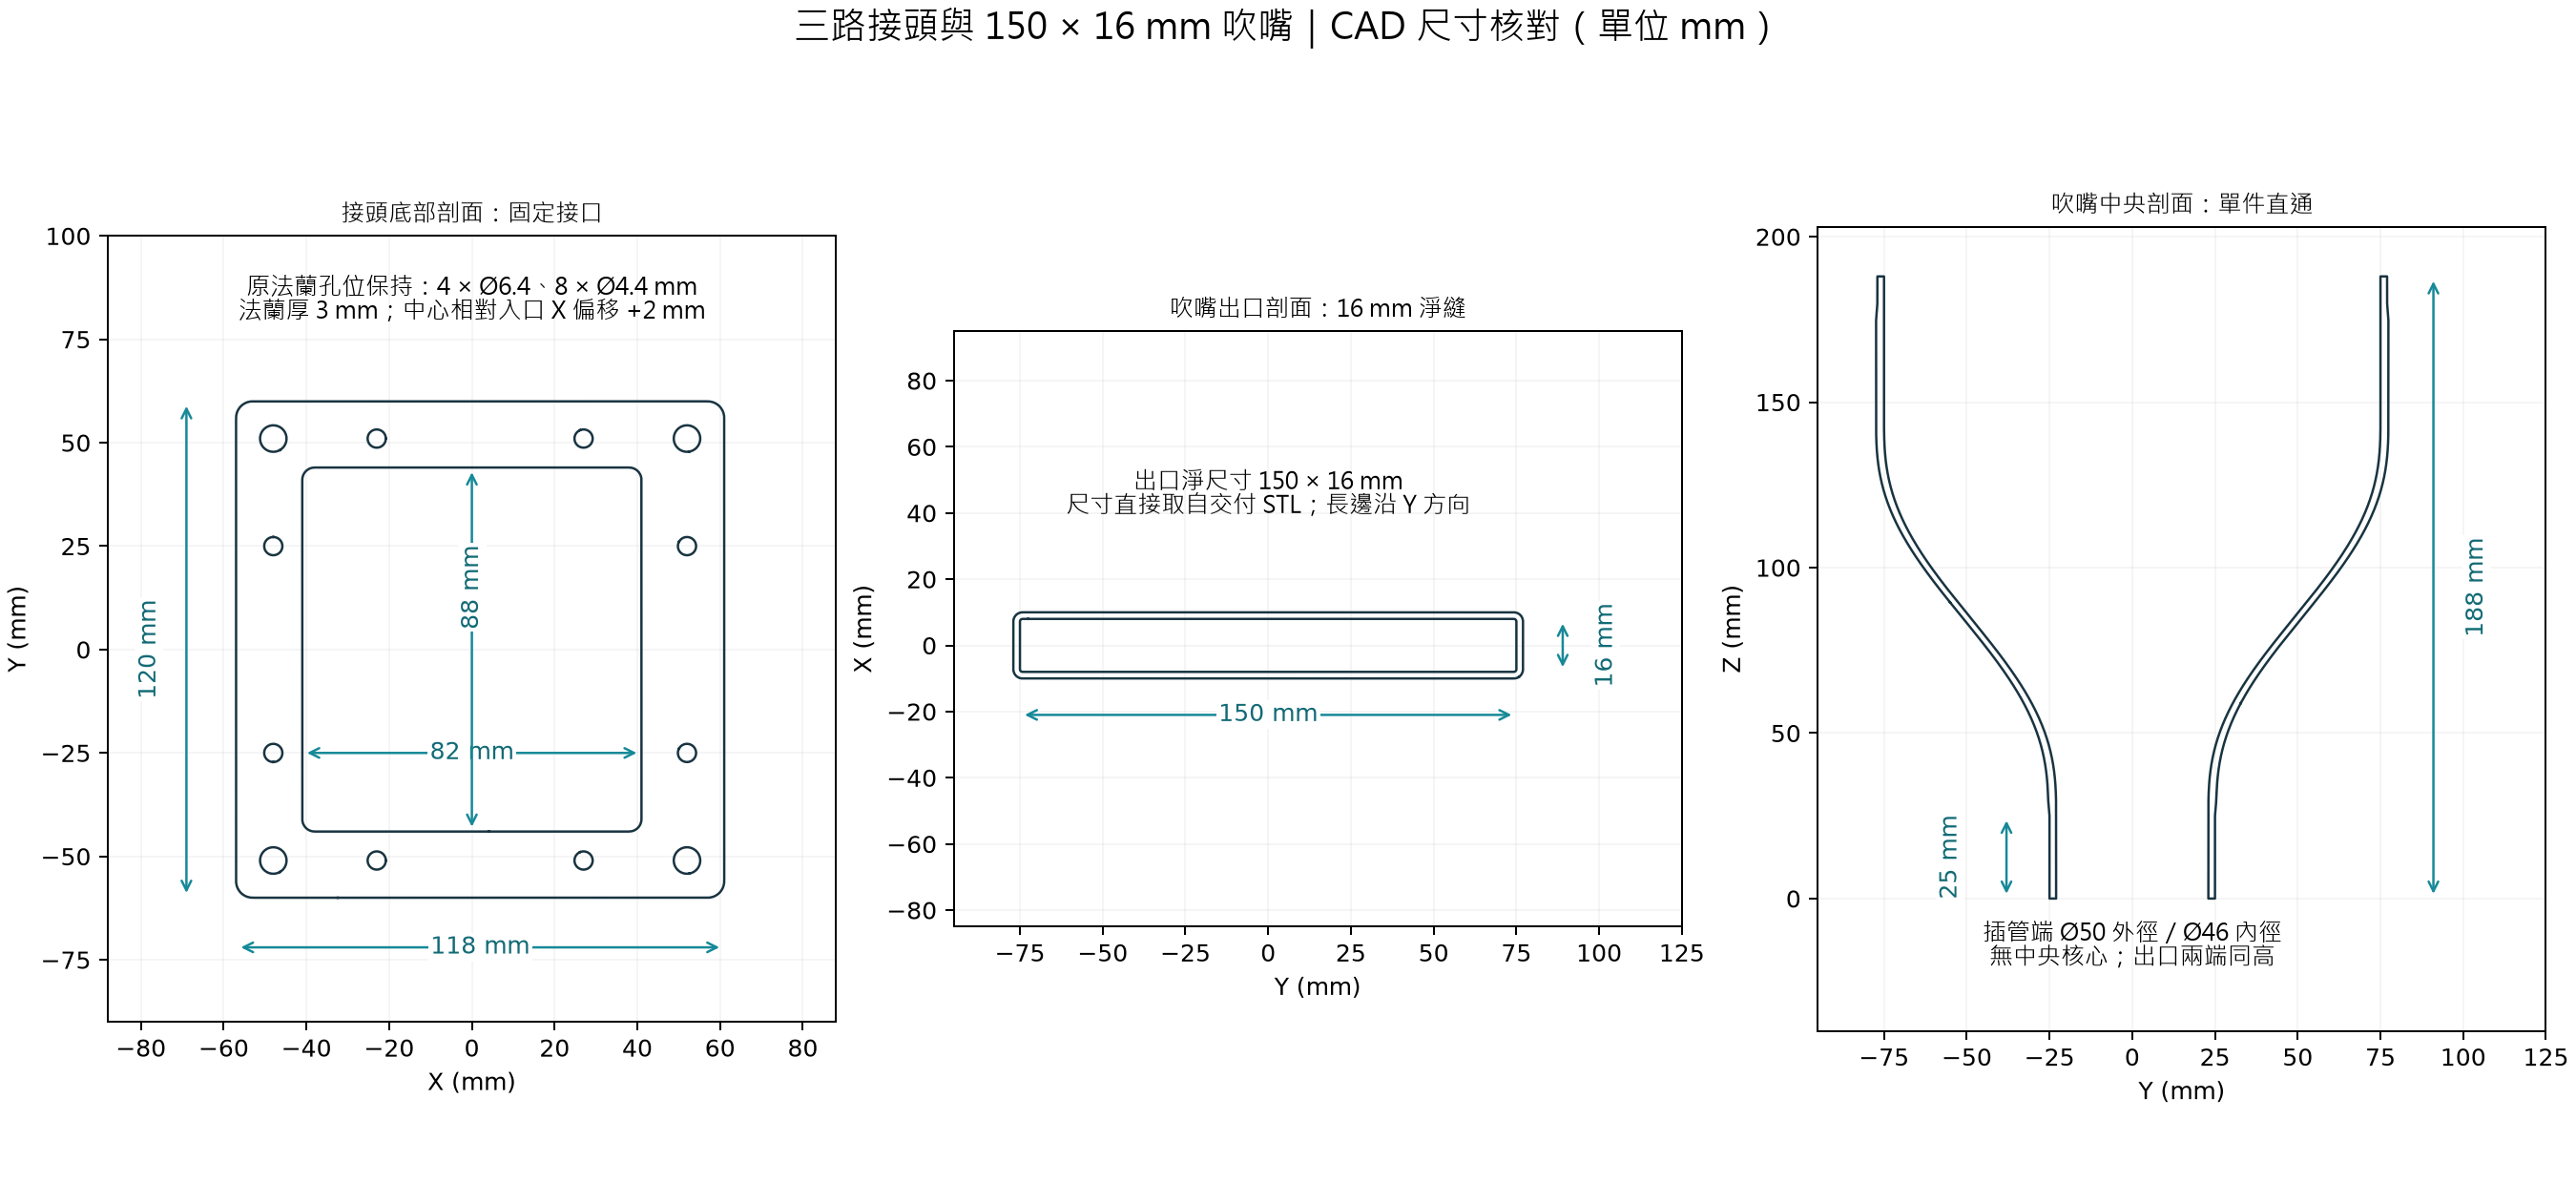 三路接頭與 150 × 16 mm 吹嘴 | CAD 尺寸核對（單位 mm）
接頭底部剖面：固定接口
原法蘭孔位保持：4 × Ø6.4、8 × Ø4.4 mm
法蘭厚 3 mm；中心相對入口 X 偏移 +2 mm
100
75
50
25
0
−25
−50
−75
Y (mm)
120 mm
88 mm
82 mm
118 mm
−80
−60
−40
−20
0
20
40
60
80
X (mm)
吹嘴出口剖面：16 mm 淨縫
出口淨尺寸 150 × 16 mm
尺寸直接取自交付 STL；長邊沿 Y 方向
80
60
40
20
0
−20
−40
−60
−80
X (mm)
16 mm
150 mm
−75
−50
−25
0
25
50
75
100
125
Y (mm)
吹嘴中央剖面：單件直通
200
150
100
50
0
Z (mm)
188 mm
25 mm
插管端 Ø50 外徑 / Ø46 內徑
無中央核心；出口兩端同高
−75
−50
−25
0
25
50
75
100
125
Y (mm)